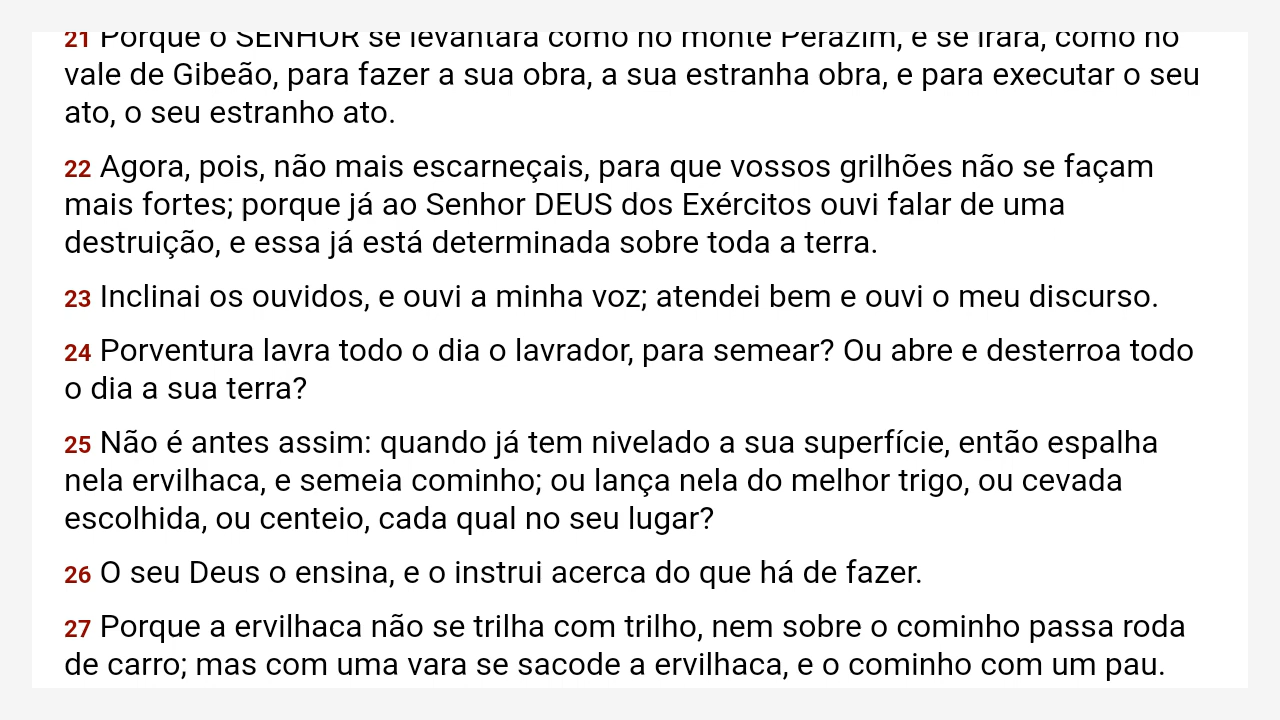 21 Porque o SENHOR se levantará como no monte Perazim, e se irará, como no
vale de Gibeão, para fazer a sua obra, a sua estranha obra, e para executar o seu
ato, o seu estranho ato.
22 Agora, pois, não mais escarneçais, para que vossos grilhões não se façam
mais fortes; porque já ao Senhor DEUS dos Exércitos ouvi falar de uma
destruição, e essa já está determinada sobre toda a terra.
23 Inclinai os ouvidos, e ouvi a minha voz; atendei bem e ouvi o meu discurso.
24 Porventura lavra todo o dia o lavrador, para semear? Ou abre e desterroa todo
o dia a sua terra?
25 Não é antes assim: quando já tem nivelado a sua superfície, então espalha
nela ervilhaca, e semeia cominho; ou lança nela do melhor trigo, ou cevada
escolhida, ou centeio, cada qual no seu lugar?
26 O seu Deus o ensina, e o instrui acerca do que há de fazer.
27 Porque a ervilhaca não se trilha com trilho, nem sobre o cominho passa roda
de carro; mas com uma vara se sacode a ervilhaca, e o cominho com um pau.